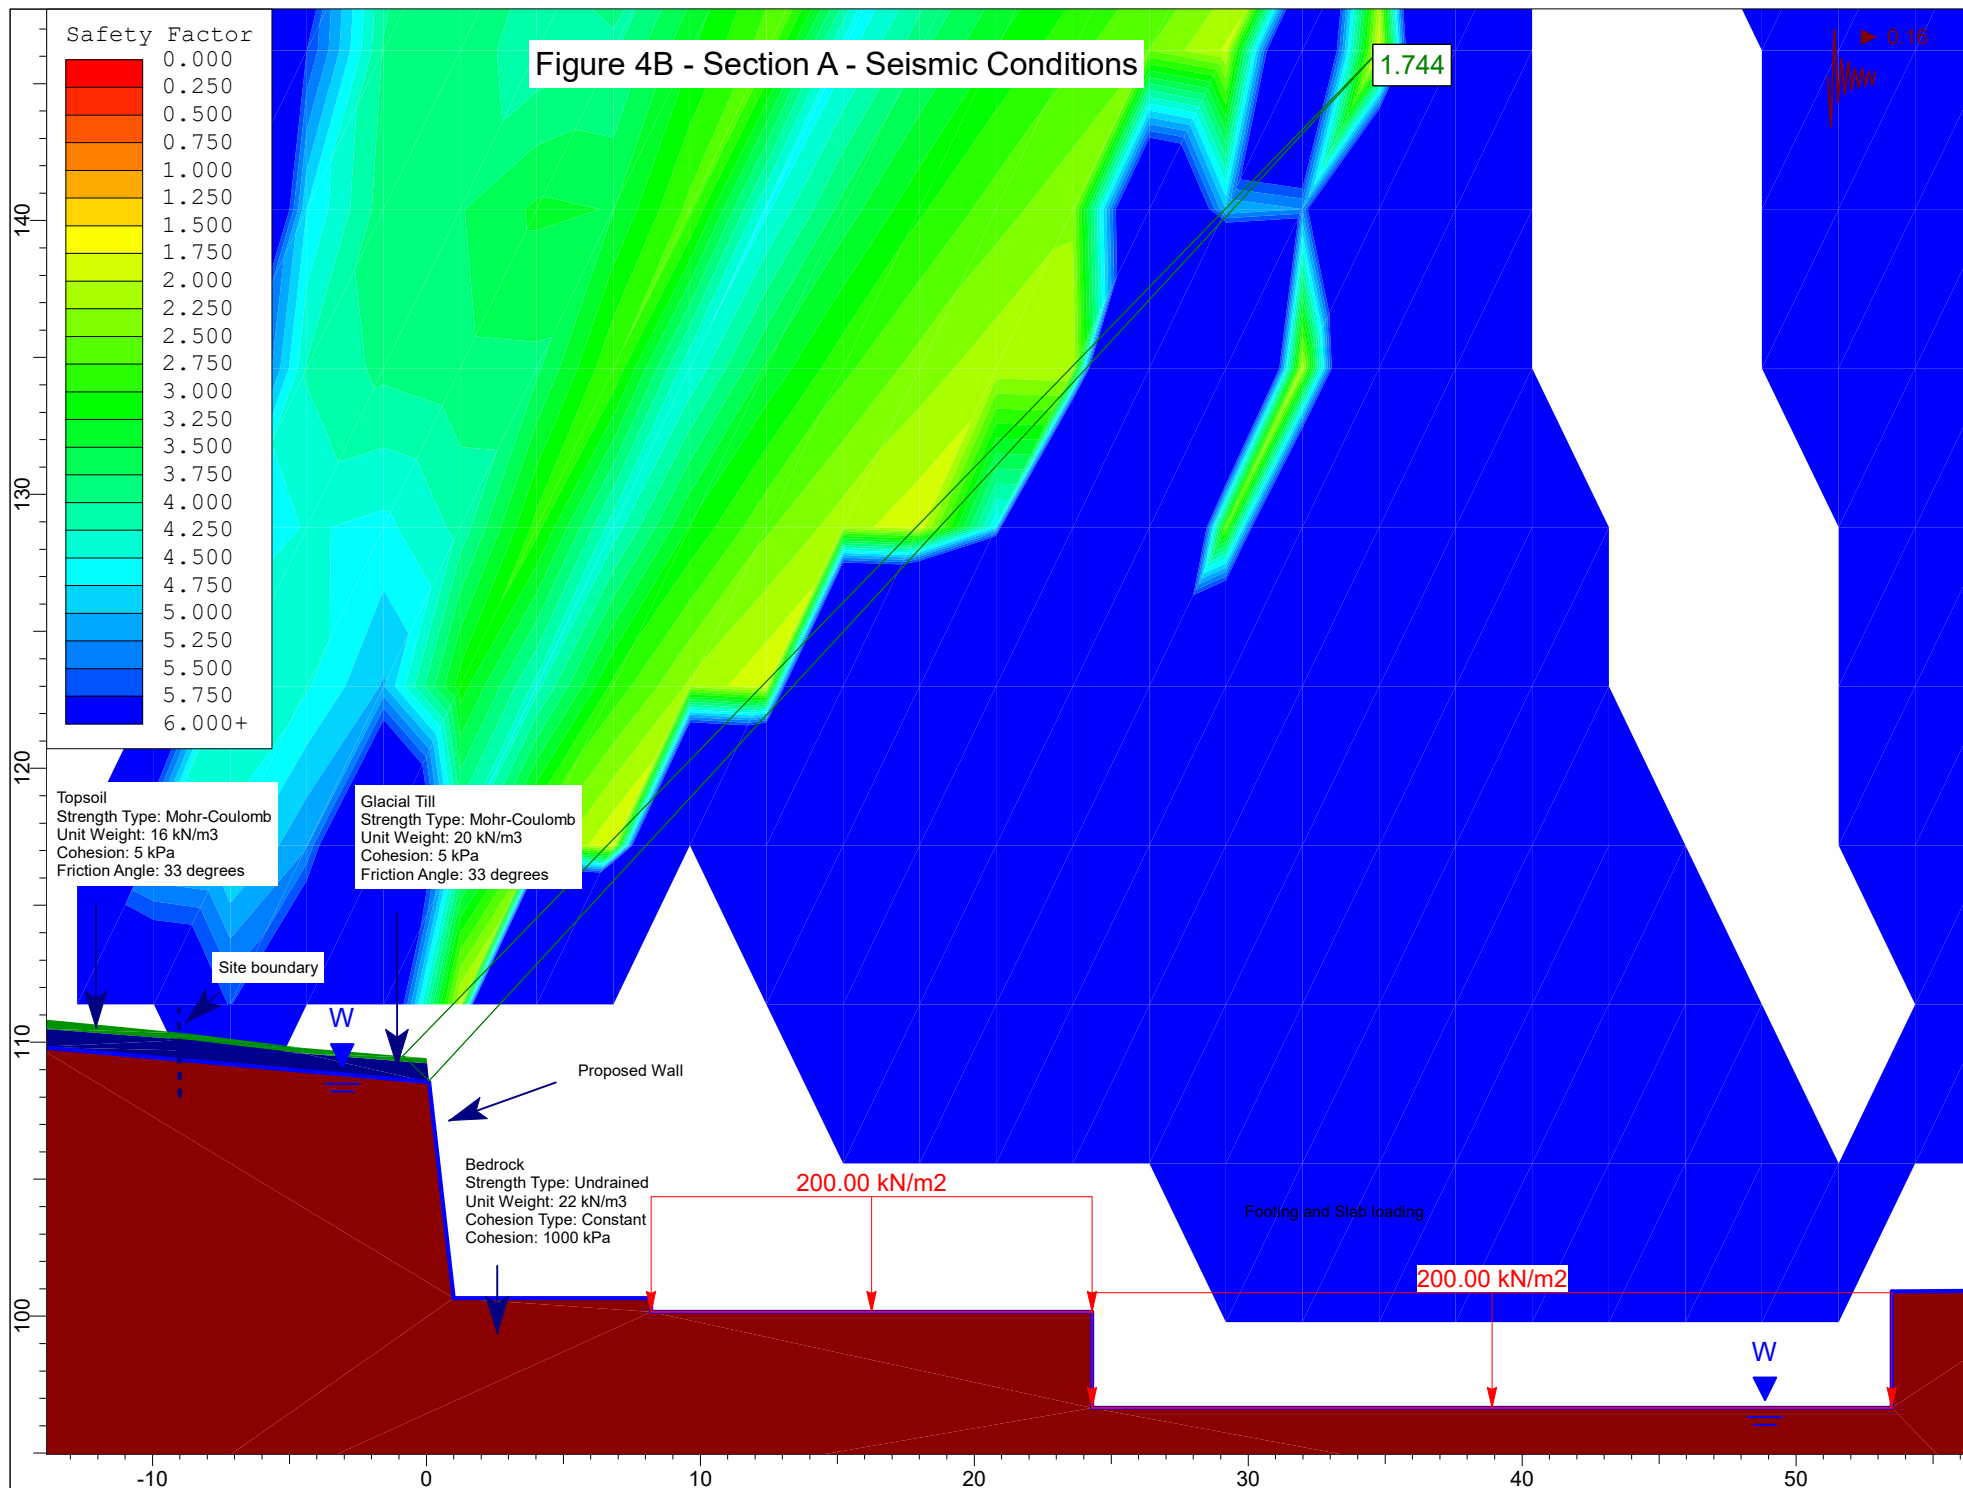 Safety Factor
0.000
0.250
0.500
0.750
1.000
1.250
1.500
1.750
2.000
2.250
2.500
2.750
3.000
3.250
3.500
3.750
4.000
4.250
4.500
4.750
5.000
5.250
5.500
5.750
6.000+
Figure 4B - Section A - Seismic Conditions
1.744
0.16
140
130
120
110
100
Topsoil
Strength Type: Mohr-Coulomb
Unit Weight: 16 kN/m3
Cohesion: 5 kPa
Friction Angle: 33 degrees
Glacial Till
Strength Type: Mohr-Coulomb
Unit Weight: 20 kN/m3
Cohesion: 5 kPa
Friction Angle: 33 degrees
Site boundary
W
Proposed Wall
Bedrock
Strength Type: Undrained
Unit Weight: 22 kN/m3
Cohesion Type: Constant
Cohesion: 1000 kPa
200.00 kN/m2
Footing and Slab loading
200.00 kN/m2
W
-10
0
10
20
30
40
50